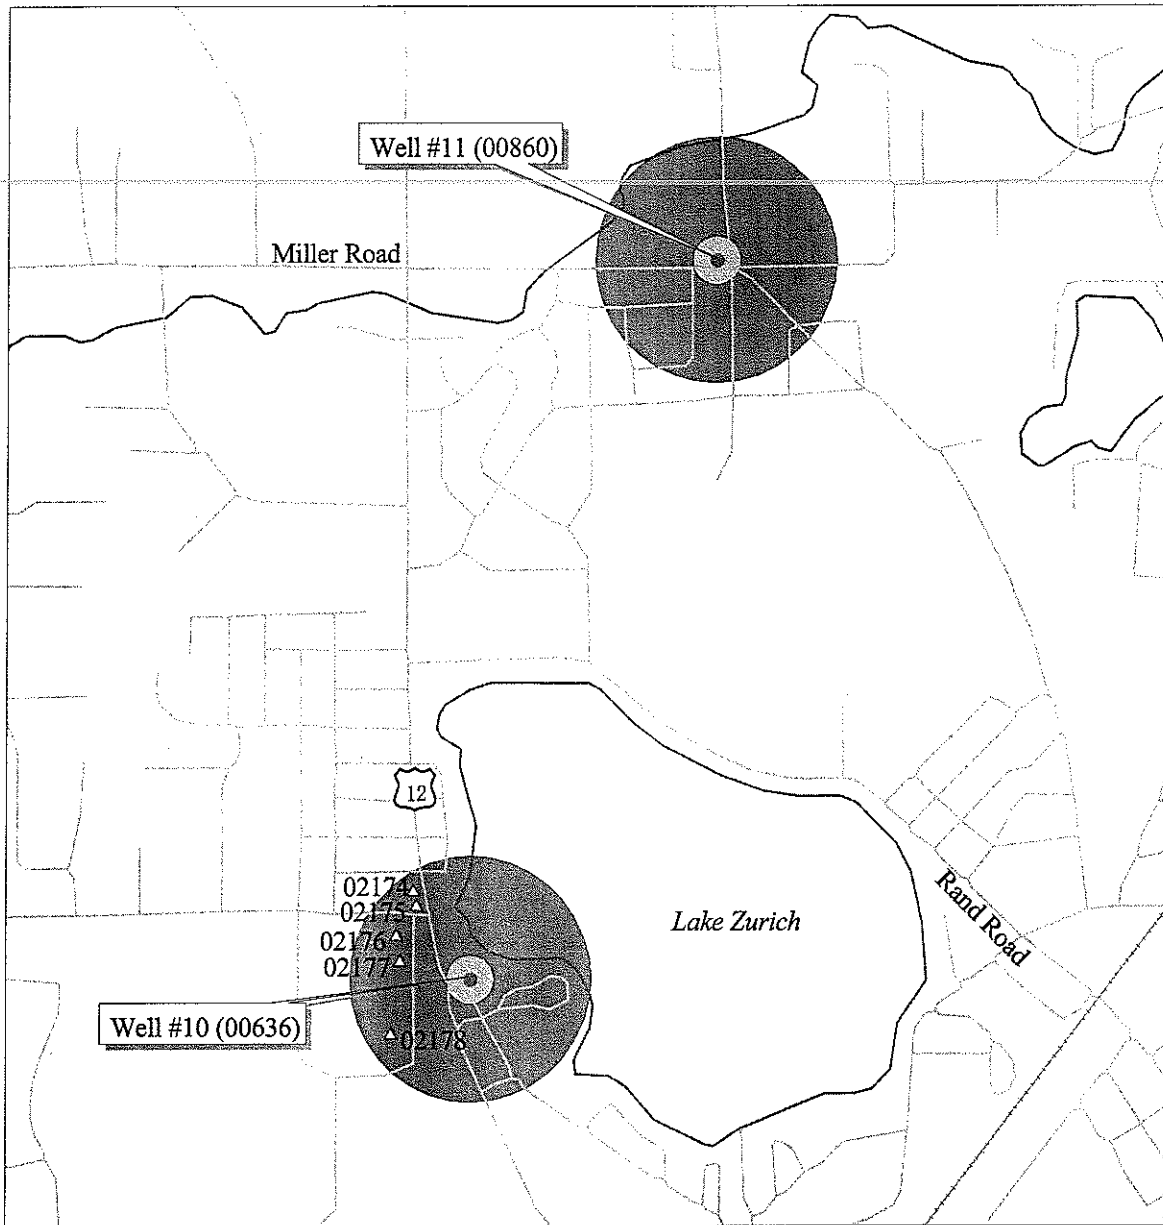 Well #11 (00860)
Miller Road
12
02174
02175
Rand Road
Lake Zurich
02176
02177
Well #10 (00636)
02178